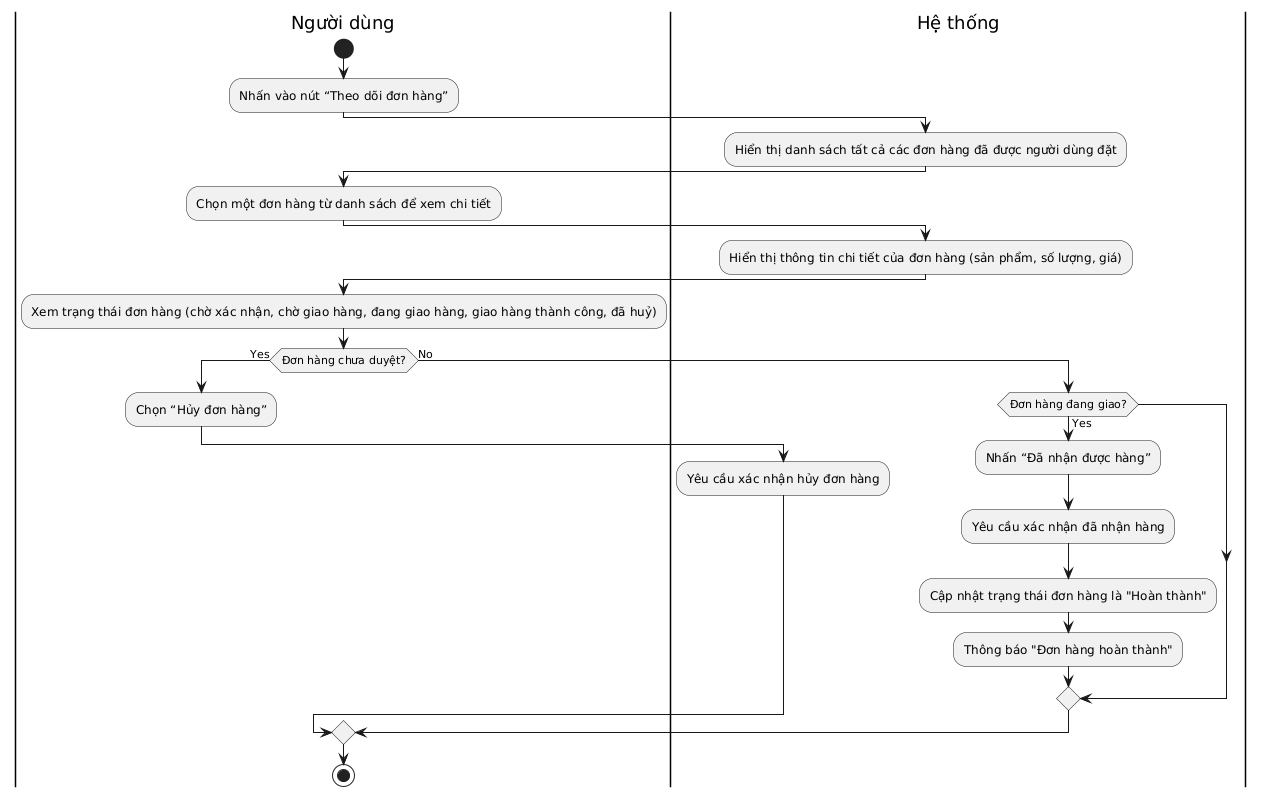 Người dùng
Hệ thống
Nhấn vào nút “Theo dõi đơn hàng”
Hiển thị danh sách tất cả các đơn hàng đã được người dùng đặt
Chọn một đơn hàng từ danh sách để xem chi tiết
Hiển thị thông tin chi tiết của đơn hàng (sản phẩm, số lượng, giá)
Xem trạng thái đơn hàng (chờ xác nhận, chờ giao hàng, đang giao hàng, giao hàng thành công, đã huỷ)
Yes
Đơn hàng chưa duyệt?
No
Chọn “Hủy đơn hàng”
Đơn hàng đang giao?
Yes
Nhấn “Đã nhận được hàng”
Yêu cầu xác nhận hủy đơn hàng
Yêu cầu xác nhận đã nhận hàng
Cập nhật trạng thái đơn hàng là "Hoàn thành"
Thông báo "Đơn hàng hoàn thành"